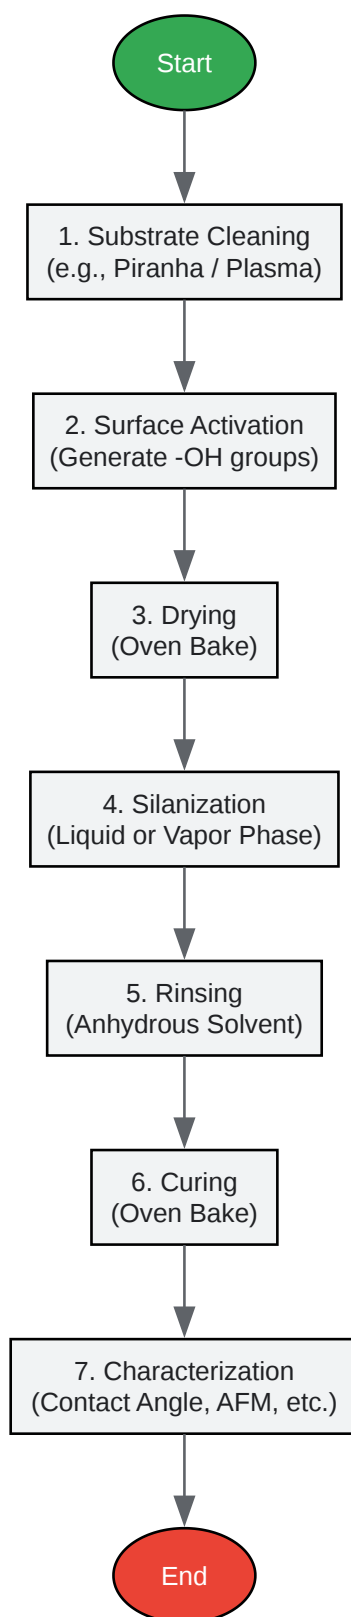 Start
1. Substrate Cleaning
(e.g., Piranha / Plasma)
2. Surface Activation
(Generate -OH groups)
3. Drying
(Oven Bake)
4. Silanization
(Liquid or Vapor Phase)
5. Rinsing
(Anhydrous Solvent)
6. Curing
(Oven Bake)
7. Characterization
(Contact Angle, AFM, etc.)
End